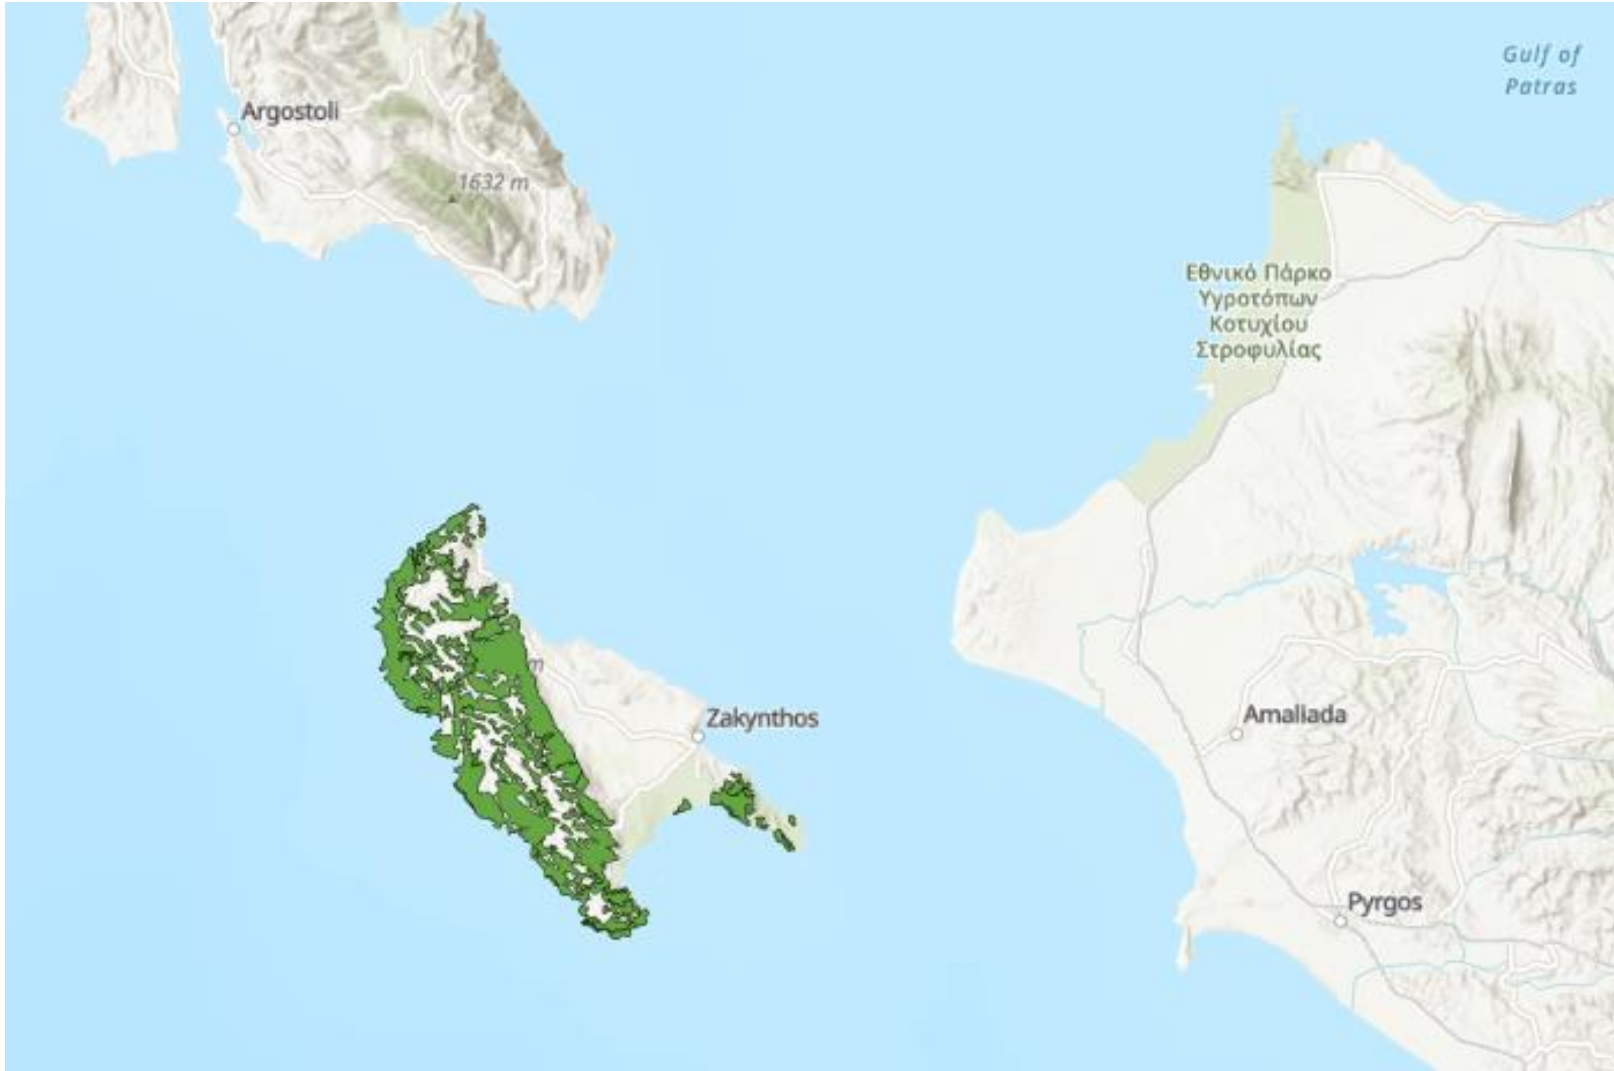 Gulf of
Patras
Argostoli
1632 m
Εθνικό Πάρκο
Υγροτόπων
Κοτυχίου
Στροφυλίας
m
Zakynthos
Amaliada
Pyrgos